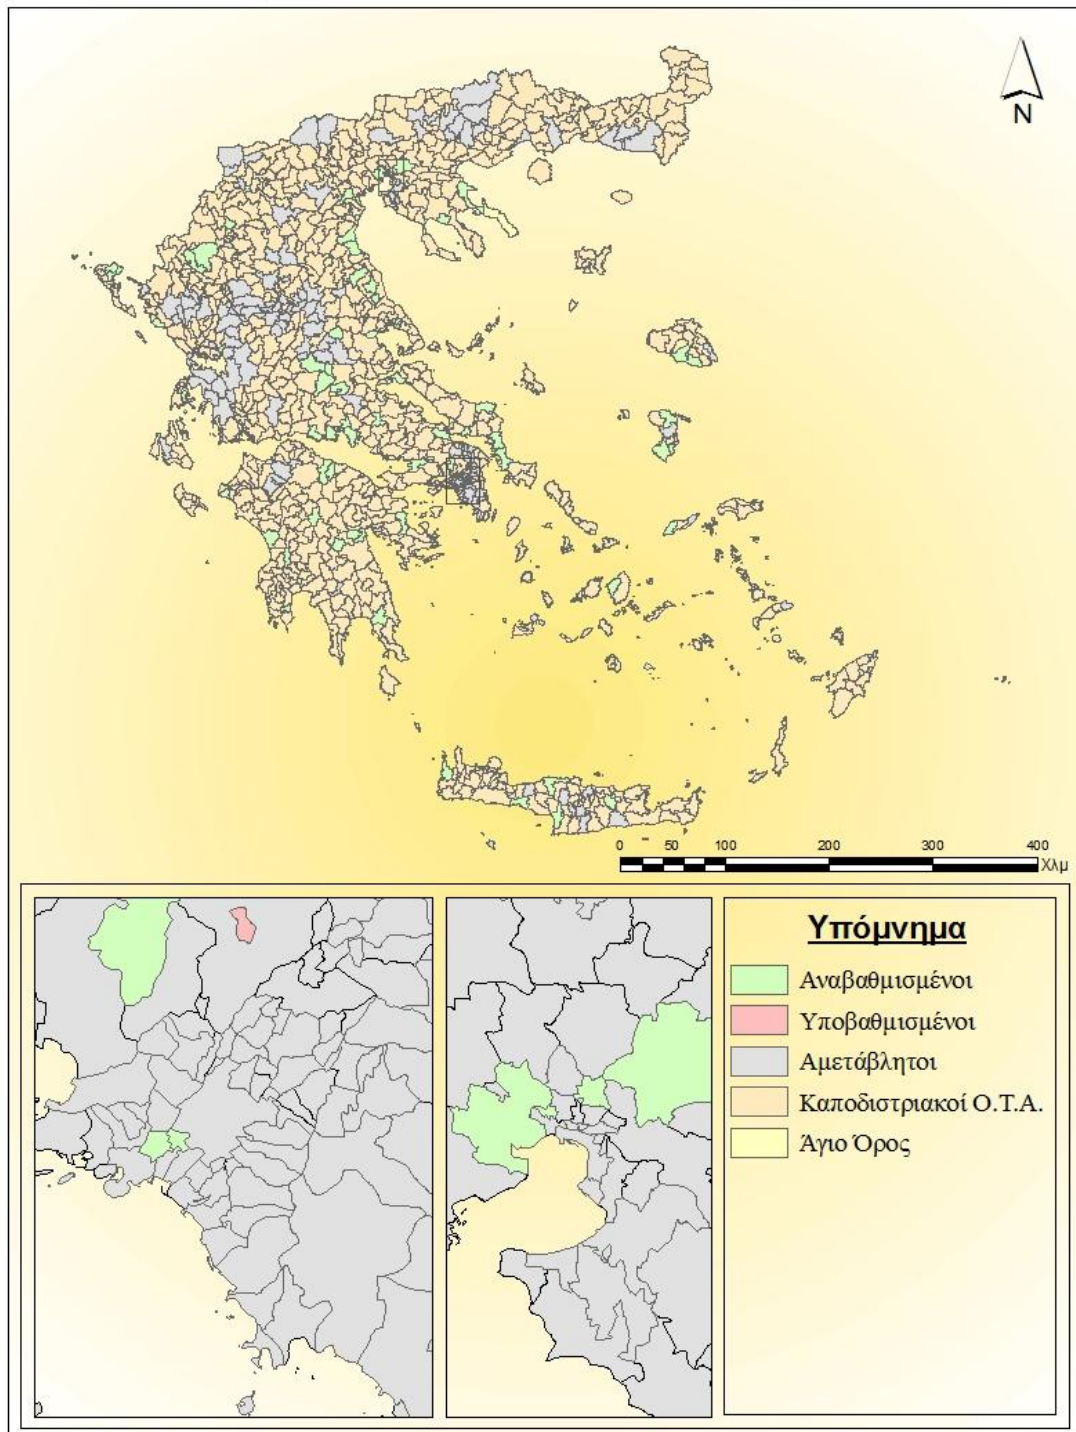 N
0 50 100 200 300 400
Χλμ
Υπόμνημα
Αναβαθμισμένοι
Υποβαθμισμένοι
Αμετάβλητοι
Καποδιστριακοί Ο.Τ.Α.
Άγιο Όρος